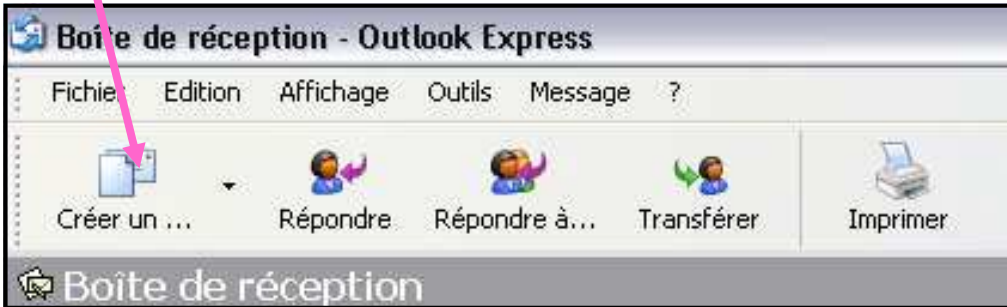 Boîte de réception - Outlook Express
Fichier Edition Affichage Outils Message ?
Créer un ... Répondre Répondre à... Transférer Imprimer
Boîte de réception